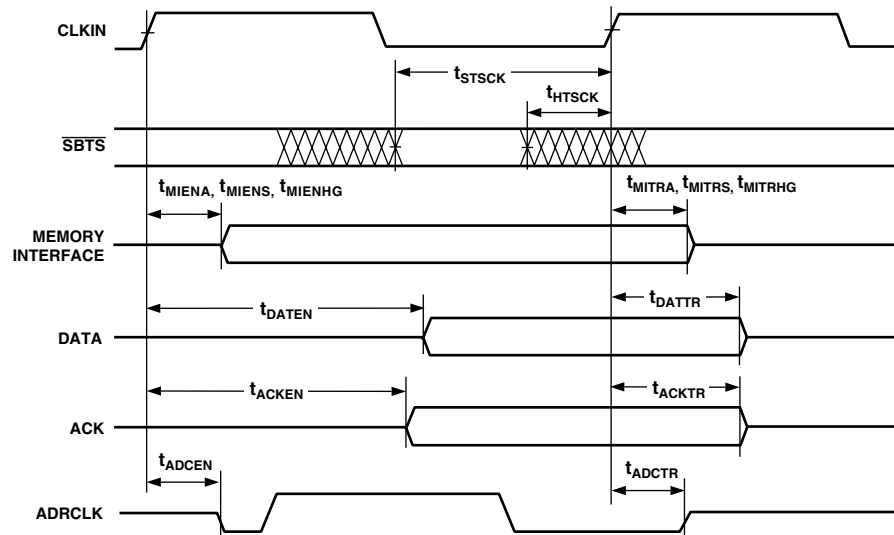 CLKIN
tSTSCK
tHTSCK
SBTS
tMIENA, tMIENS, tMIENHG
tMITRA, tMITRS, tMITRHG
MEMORY
INTERFACE
tDATEN
tDATTR
DATA
tACKEN
tACKTR
ACK
tADCEN
tADCTR
ADRCLK